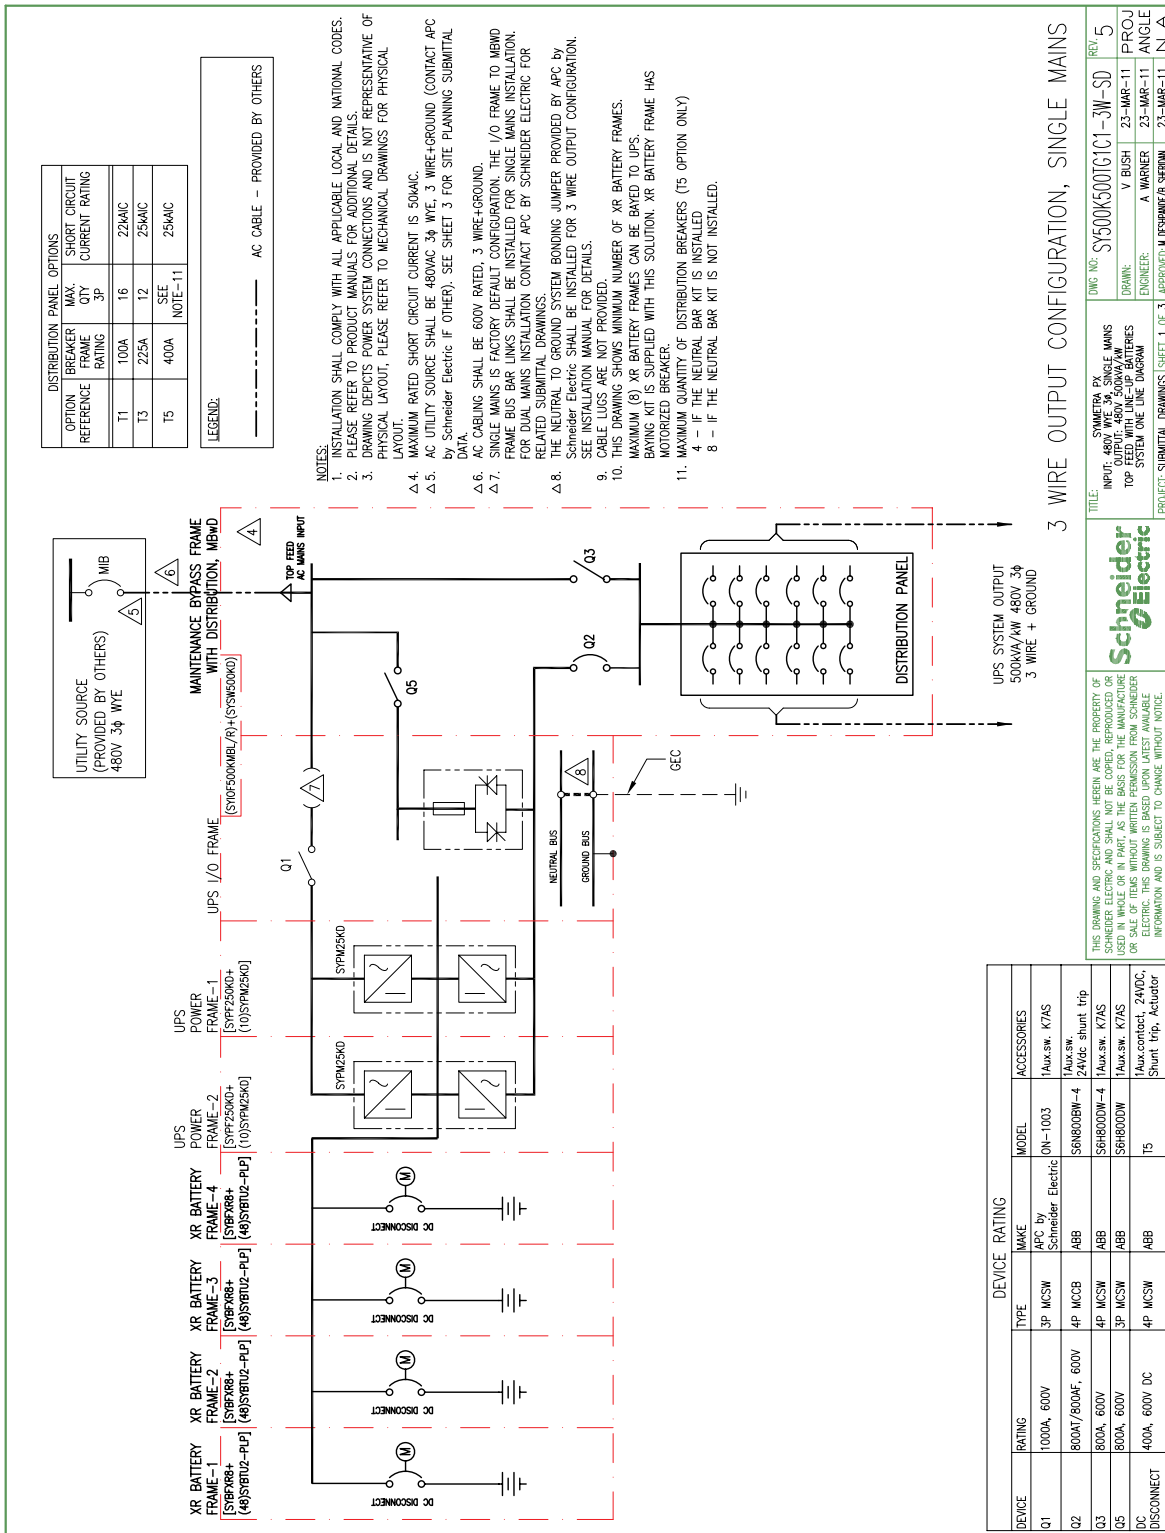 UTILITY SOURCE
(PROVIDED BY OTHERS)
480V 3ϕ WYE
MIB
5
6
MAINTENANCE BYPASS FRAME
WITH DISTRIBUTION, MBwD
4
(SYIOF500KMBL/R)+(SYSW500KD)
TOP FEED
AC MAINS INPUT
XR BATTERY
FRAME-1
[SYBFXR8+
(48)SYBTU2-PLP]
XR BATTERY
FRAME-2
[SYBFXR8+
(48)SYBTU2-PLP]
XR BATTERY
FRAME-3
[SYBFXR8+
(48)SYBTU2-PLP]
XR BATTERY
FRAME-4
[SYBFXR8+
(48)SYBTU2-PLP]
UPS
POWER
FRAME-2
[SYPF250KD+
(10)SYPM25KD]
UPS
POWER
FRAME-1
[SYPF250KD+
(10)SYPM25KD]
UPS I/O FRAME
M
DC DISCONNECT
M
DC DISCONNECT
M
DC DISCONNECT
M
DC DISCONNECT
SYPM25KD
SYPM25KD
Q1
7
Q5
Q2
Q3
NEUTRAL BUS
GROUND BUS
8
GEC
DISTRIBUTION PANEL
UPS SYSTEM OUTPUT
500kVA/kW 480V 3ϕ
3 WIRE + GROUND
DISTRIBUTION PANEL OPTIONS
OPTION REFERENCE BREAKER FRAME RATING MAX. QTY 3P SHORT CIRCUIT CURRENT RATING
T1 100A 16 22kAIC
T3 225A 12 25kAIC
T5 400A SEE NOTE-11 25kAIC
LEGEND:
AC CABLE - PROVIDED BY OTHERS
NOTES:
1. INSTALLATION SHALL COMPLY WITH ALL APPLICABLE LOCAL AND NATIONAL CODES.
2. PLEASE REFER TO PRODUCT MANUALS FOR ADDITIONAL DETAILS.
3. DRAWING DEPICTS POWER SYSTEM CONNECTIONS AND IS NOT REPRESENTATIVE OF
PHYSICAL LAYOUT, PLEASE REFER TO MECHANICAL DRAWINGS FOR PHYSICAL
LAYOUT.
△ 4. MAXIMUM RATED SHORT CIRCUIT CURRENT IS 50kAIC.
△ 5. AC UTILITY SOURCE SHALL BE 480VAC 3ϕ WYE, 3 WIRE+GROUND (CONTACT APC
by Schneider Electric IF OTHER). SEE SHEET 3 FOR SITE PLANNING SUBMITTAL
DATA.
△ 6. AC CABLING SHALL BE 600V RATED, 3 WIRE+GROUND.
△ 7. SINGLE MAINS IS FACTORY DEFAULT CONFIGURATION. THE I/O FRAME TO MBWD
FRAME BUS BAR LINKS SHALL BE INSTALLED FOR SINGLE MAINS INSTALLATION.
FOR DUAL MAINS INSTALLATION CONTACT APC BY SCHNEIDER ELECTRIC FOR
RELATED SUBMITTAL DRAWINGS.
△ 8. THE NEUTRAL TO GROUND SYSTEM BONDING JUMPER PROVIDED BY APC by
Schneider Electric SHALL BE INSTALLED FOR 3 WIRE OUTPUT CONFIGURATION.
SEE INSTALLATION MANUAL FOR DETAILS.
9. CABLE LUGS ARE NOT PROVIDED.
10. THIS DRAWING SHOWS MINIMUM NUMBER OF XR BATTERY FRAMES.
MAXIMUM (8) XR BATTERY FRAMES CAN BE BAYED TO UPS.
BAYING KIT IS SUPPLIED WITH THIS SOLUTION. XR BATTERY FRAME HAS
MOTORIZED BREAKER.
11. MAXIMUM QUANTITY OF DISTRIBUTION BREAKERS (T5 OPTION ONLY)
4 - IF THE NEUTRAL BAR KIT IS INSTALLED
8 - IF THE NEUTRAL BAR KIT IS NOT INSTALLED.
3 WIRE OUTPUT CONFIGURATION, SINGLE MAINS
DEVICE RATING
DEVICE RATING TYPE MAKE MODEL ACCESSORIES
Q1 1000A, 600V 3P MCSW APC by Schneider Electric ON-1003 1Aux.sw. K7AS
Q2 800AT/800AF, 600V 4P MCCB ABB S6N800BW-4 1Aux.sw. 24Vdc shunt trip
Q3 800A, 600V 4P MCSW ABB S6H800DW-4 1Aux.sw. K7AS
Q5 800A, 600V 3P MCSW ABB S6H800DW 1Aux.sw. K7AS
DC DISCONNECT 400A, 600V DC 4P MCSW ABB T5 1Aux.contact, 24VDC, Shunt trip, Actuator
THIS DRAWING AND SPECIFICATIONS HEREIN ARE THE PROPERTY OF
SCHNEIDER ELECTRIC AND SHALL NOT BE COPIED, REPRODUCED OR
USED IN WHOLE OR IN PART, AS THE BASIS FOR THE MANUFACTURE
OR SALE OF ITEMS WITHOUT WRITTEN PERMISSION FROM SCHNEIDER
ELECTRIC. THIS DRAWING IS BASED UPON LATEST AVAILABLE
INFORMATION AND IS SUBJECT TO CHANGE WITHOUT NOTICE.
Schneider
Electric
TITLE: SYMMETRA PX
INPUT: 480V WYE 3ϕ, SINGLE MAINS
OUTPUT: 480V, 500kVA/kW
TOP FEED WITH LINE-UP BATTERIES
SYSTEM ONE LINE DIAGRAM
PROJECT: SUBMITTAL DRAWINGS SHEET 1 OF 3
DWG NO: SY500K500TG1C1-3W-SD REV: 5
DRAWN: V BUSH 23-MAR-11 PROJ
ENGINEER: A WARNER 23-MAR-11 ANGLE
APPROVED: M DESHPANDE/R SHERIDAN 23-MAR-11 N A